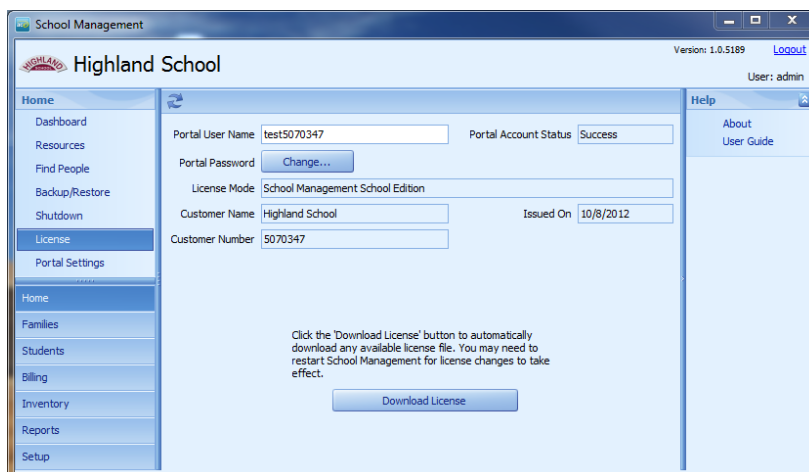 School Management
Version: 1.0.5189 Logout
HIGHLAND
Highland School
User: admin
Home
Dashboard
Resources
Find People
Backup/Restore
Shutdown
License
Portal Settings
Home
Families
Students
Billing
Inventory
Reports
Setup
Portal User Name test5070347 Portal Account Status Success
Portal Password Change...
License Mode School Management School Edition
Customer Name Highland School Issued On 10/8/2012
Customer Number 5070347
Click the 'Download License' button to automatically
download any available license file. You may need to
restart School Management for license changes to take
effect.
Download License
Help
About
User Guide